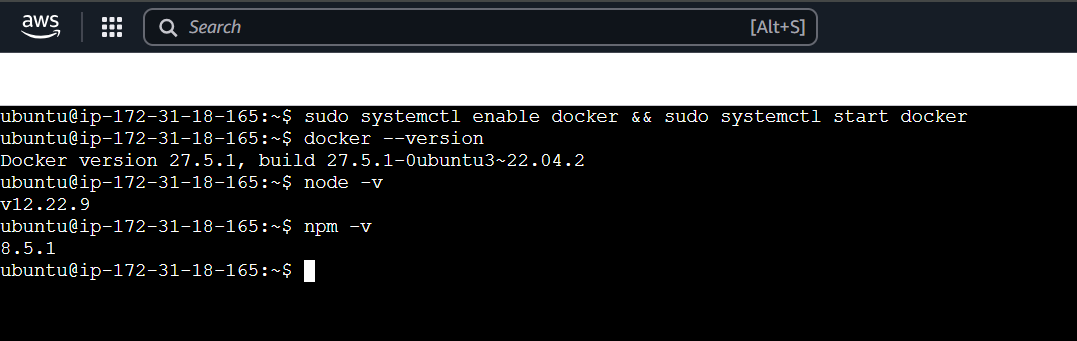 aws
Search [Alt+S]
ubuntu@ip-172-31-18-165:~$ sudo systemctl enable docker && sudo systemctl start docker
ubuntu@ip-172-31-18-165:~$ docker --version
Docker version 27.5.1, build 27.5.1-0ubuntu3~22.04.2
ubuntu@ip-172-31-18-165:~$ node -v
v12.22.9
ubuntu@ip-172-31-18-165:~$ npm -v
8.5.1
ubuntu@ip-172-31-18-165:~$